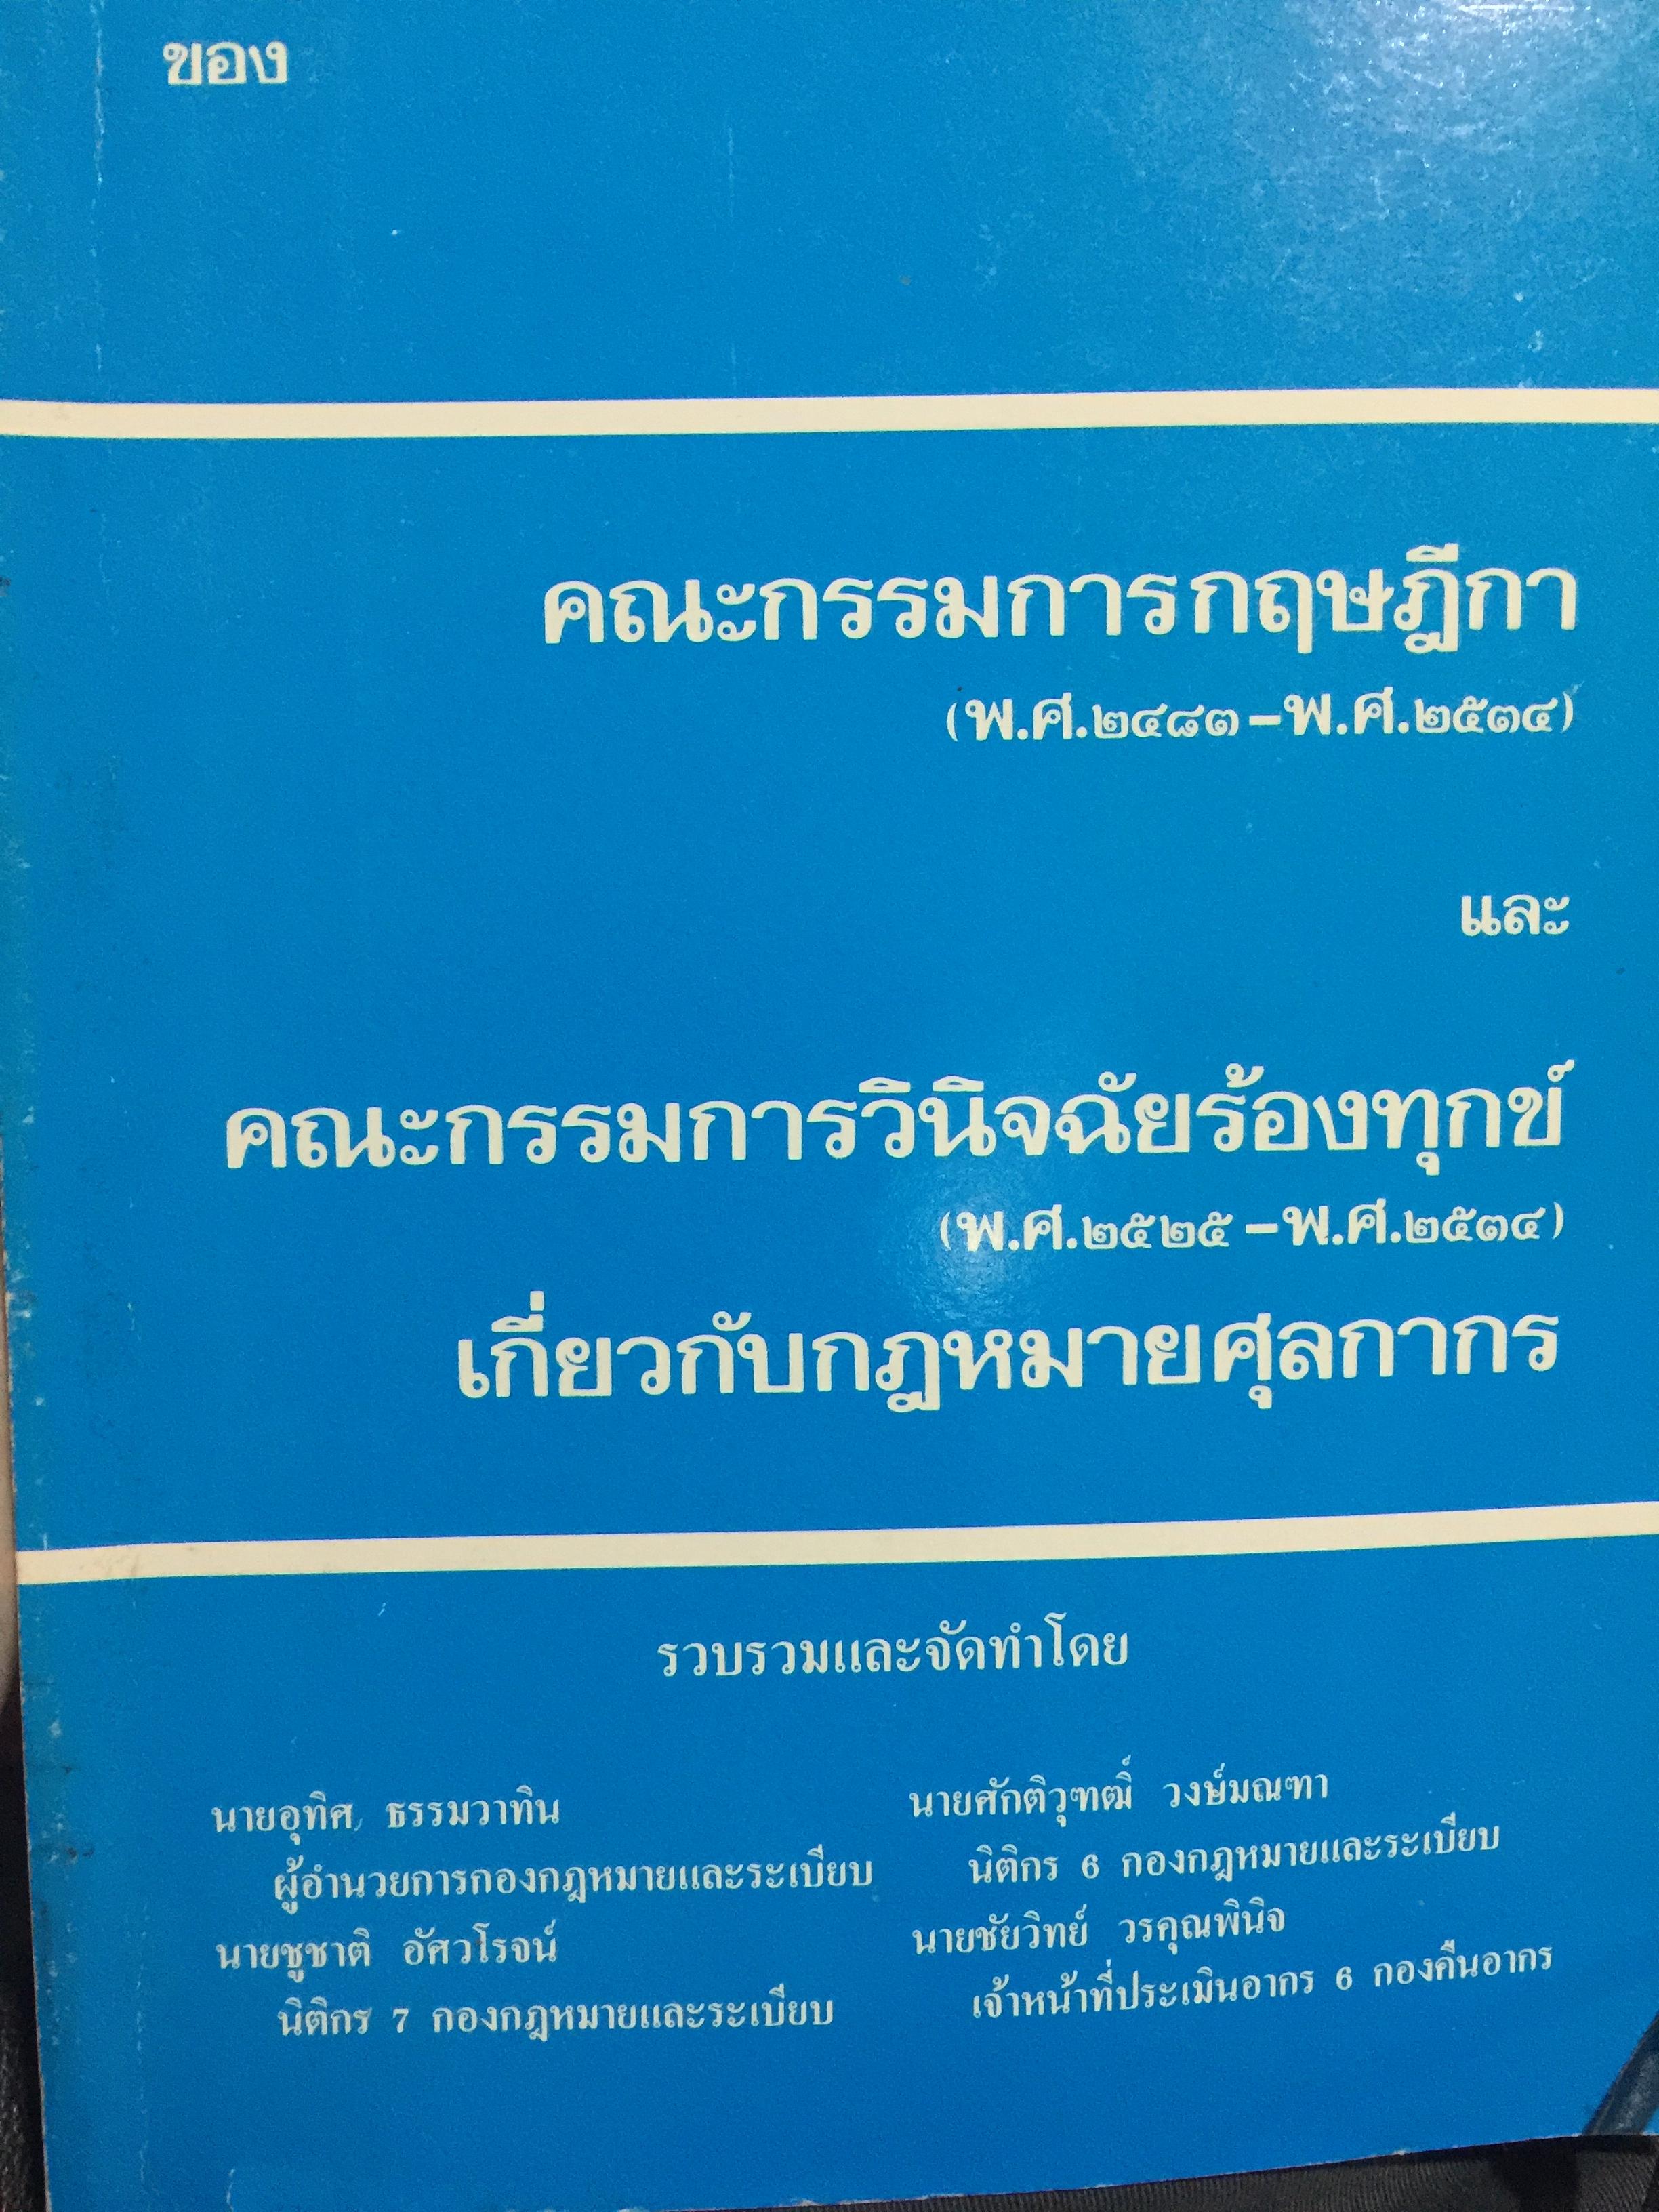 ของ
คณะกรรมการกฤษฎีกา
(พ.ศ.๒๔๘๓-พ.ศ.๒๕๓๔)
และ
คณะกรรมการวินิจฉัยร้องทุกข์
(พ.ศ.๒๕๒๕-พ.ศ.๒๕๓๔)
เกี่ยวกับกฎหมายศุลกากร
รวบรวมและจัดทำโดย
นายอุทิศ ธรรมวาทิน
ผู้อำนวยการกองกฎหมายและระเบียบ
นายชูชาติ อัศวโรจน์
นิติกร 7 กองกฎหมายและระเบียบ
นายศักติวุฑฒิ์ วงษ์มณฑา
นิติกร 6 กองกฎหมายและระเบียบ
นายชัยวิทย์ วรคุณพินิจ
เจ้าหน้าที่ประเมินอากร 6 กองคืนอากร